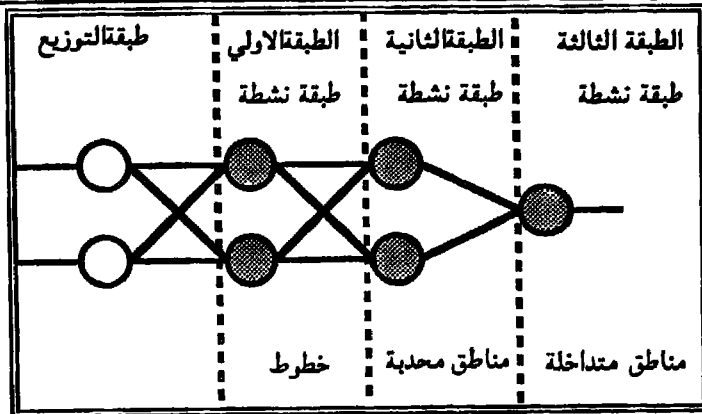 الطبقة الثالثة
الطبقةالثانية
الطبقةالاولي
طبقةالتوزيع
طبقة نشطة
طبقة نشطة
طبقة نشطة
مناطق متداخلة
مناطق محدبة
خطوط